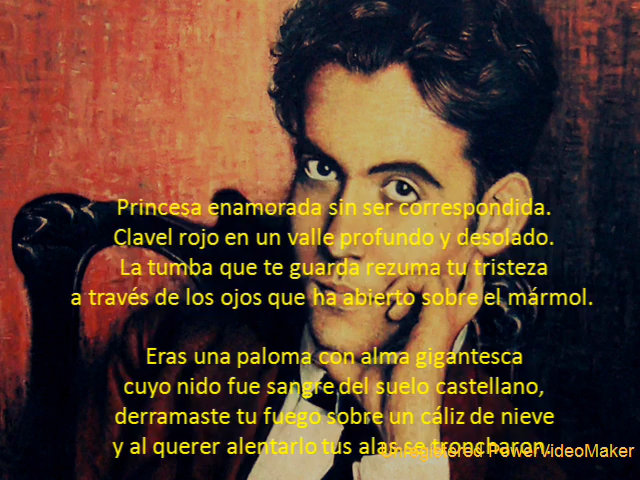 Princesa enamorada sin ser correspondida.
Clavel rojo en un valle profundo y desolado.
La tumba que te guarda rezuma tu tristeza
a través de los ojos que ha abierto sobre el mármol.
Eras una paloma con alma gigantesca
cuyo nido fue sangre del suelo castellano,
derramaste tu fuego sobre un cáliz de nieve
y al querer alentarlo tus alas se troncharon.
Unregistered PowerVideoMaker